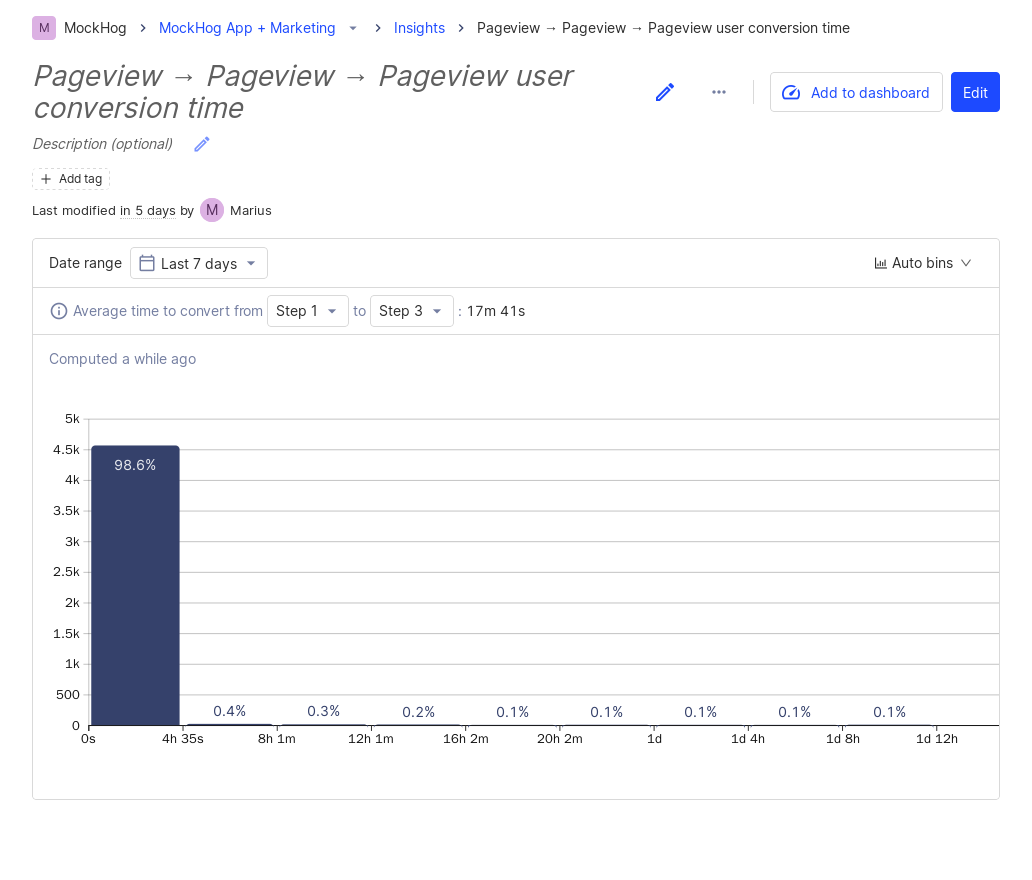 M MockHog > MockHog App + Marketing > Insights > Pageview → Pageview → Pageview user conversion time
Pageview → Pageview → Pageview user
conversion time
Add to dashboard
Edit
Description (optional)
Add tag
Last modified in 5 days by M Marius
Date range Last 7 days Auto bins
Average time to convert from Step 1 to Step 3 : 17m 41s
Computed a while ago
5k
4.5k
98.6%
4k
3.5k
3k
2.5k
2k
1.5k
1k
500
0.4% 0.3% 0.2% 0.1% 0.1% 0.1% 0.1% 0.1%
0
0s 4h 35s 8h 1m 12h 1m 16h 2m 20h 2m 1d 1d 4h 1d 8h 1d 12h